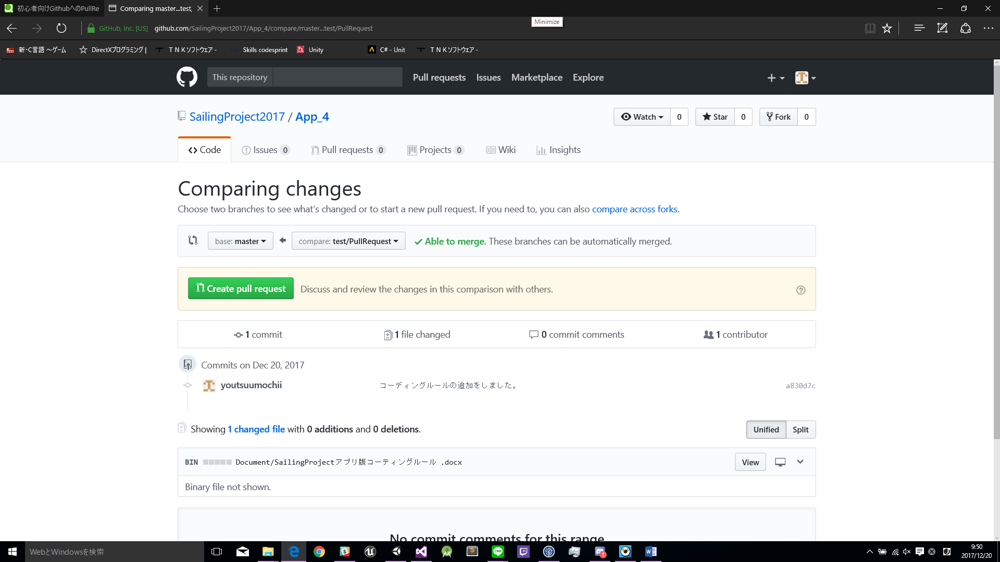 初心者向けGithubへのPullRe
Comparing master...test,
Minimize
GitHub, Inc. [US]
github.com/SailingProject2017/App_4/compare/master...test/PullRequest
新・C言語 ～ゲーム
DirectXプログラミング |
ＴＮＫソフトウェア -
Skills codesprint
Unity
C# - Unit
ＴＮＫソフトウェア -
This repository
Pull requests
Issues
Marketplace
Explore
SailingProject2017 / App_4
Watch 0
Star 0
Fork 0
Code
Issues 0
Pull requests 0
Projects 0
Wiki
Insights
Comparing changes
Choose two branches to see what's changed or to start a new pull request. If you need to, you can also compare across forks.
base: master
compare: test/PullRequest
Able to merge. These branches can be automatically merged.
Create pull request
Discuss and review the changes in this comparison with others.
1 commit
1 file changed
0 commit comments
1 contributor
Commits on Dec 20, 2017
youtsuumochii
コーディングルールの追加をしました。
a830d7c
Showing 1 changed file with 0 additions and 0 deletions.
Unified
Split
BIN
Document/SailingProjectアプリ版コーティングルール .docx
View
Binary file not shown.
No commit comments for this range
WebとWindowsを検索
1
9:50
2017/12/20